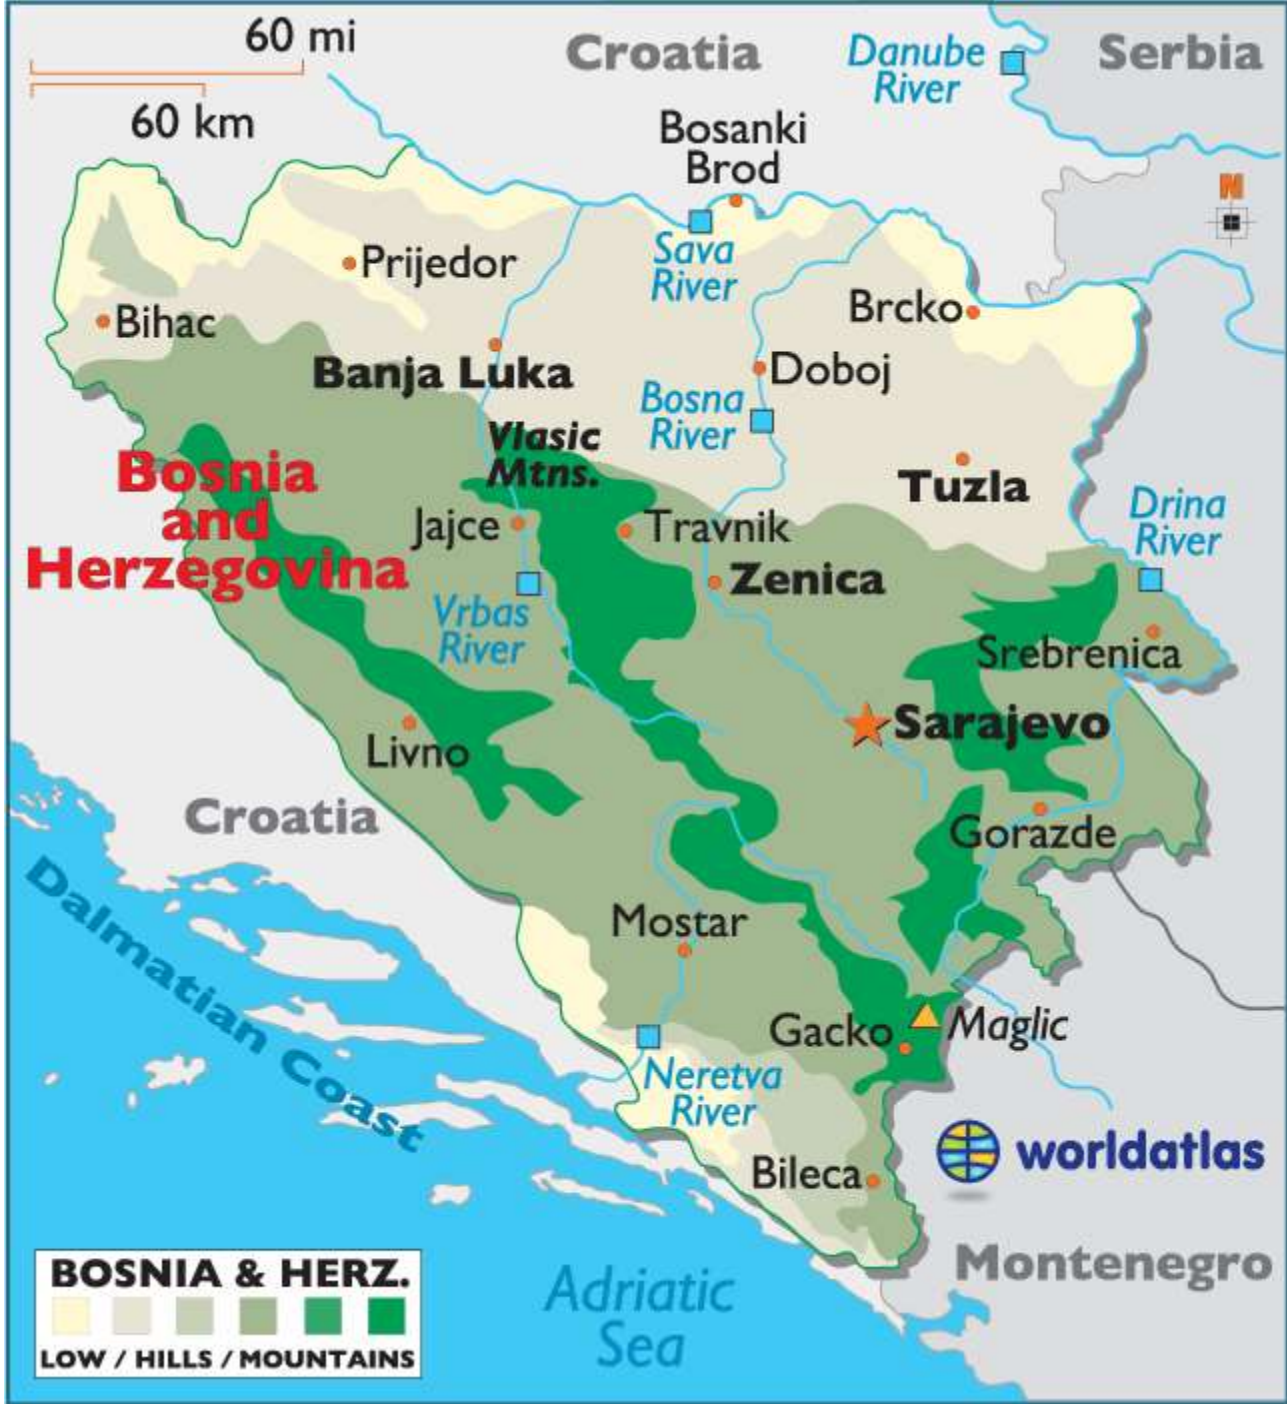 60 mi
60 km
Croatia
Danube
River
Serbia
Bosanki
Brod
N
Sava
River
Prijedor
Bihac
Brcko
Banja Luka
Doboj
Bosna
River
Vlasic
Mtns.
Bosnia
and
Herzegovina
Tuzla
Drina
River
Jajce
Travnik
Zenica
Vrbas
River
Srebrenica
Sarajevo
Livno
Croatia
Gorazde
Dalmatian Coast
Mostar
Gacko
Maglic
Neretva
River
worldatlas
Bileca
Montenegro
Adriatic
Sea
BOSNIA & HERZ.
LOW / HILLS / MOUNTAINS